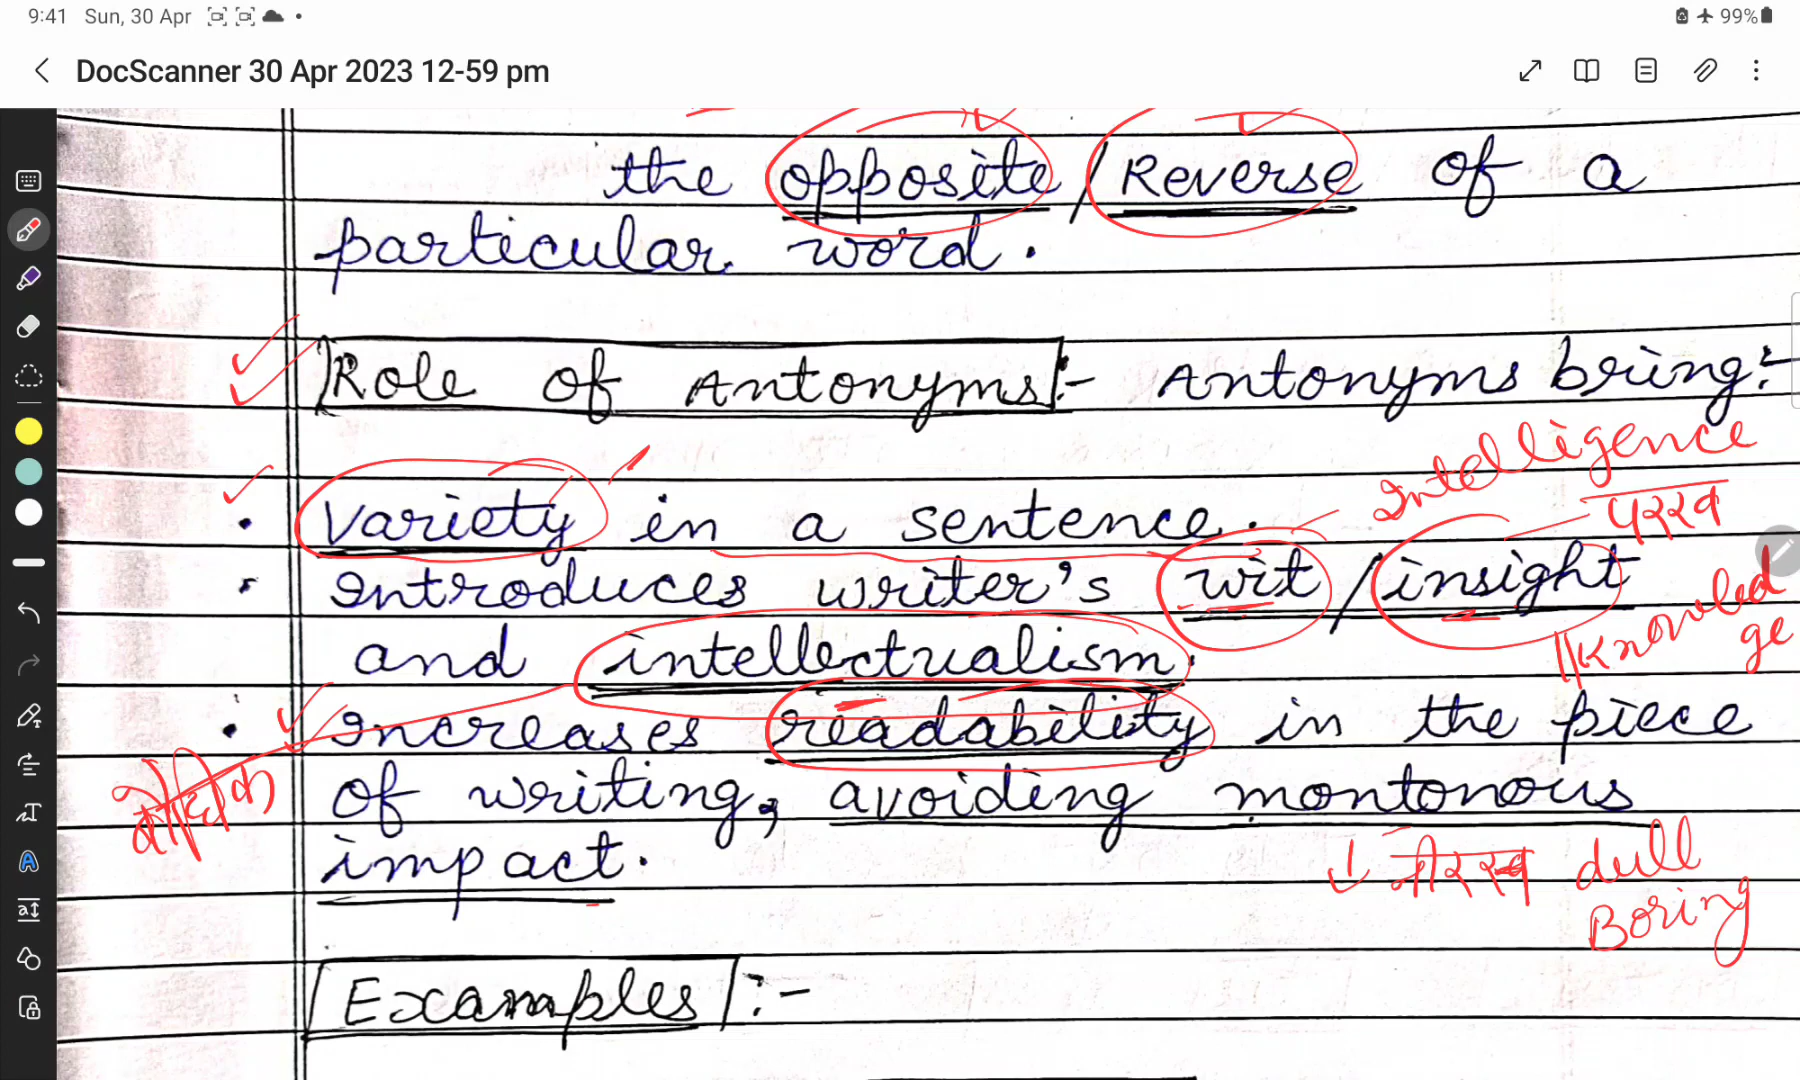 9:41 Sun, 30 Apr
99%
DocScanner 30 Apr 2023 12-59 pm
the opposite / Reverse of a
particular word.
Role of Antonyms :- Antonyms bring:-
Intelligence
• Variety in a sentence.
परख
• Introduces writer's wit / insight
Knowledge
and intellectualism.
• Increases readability in the piece
of writing, avoiding montonous
impact.
↓ नीरस dull
Boring
Examples :-